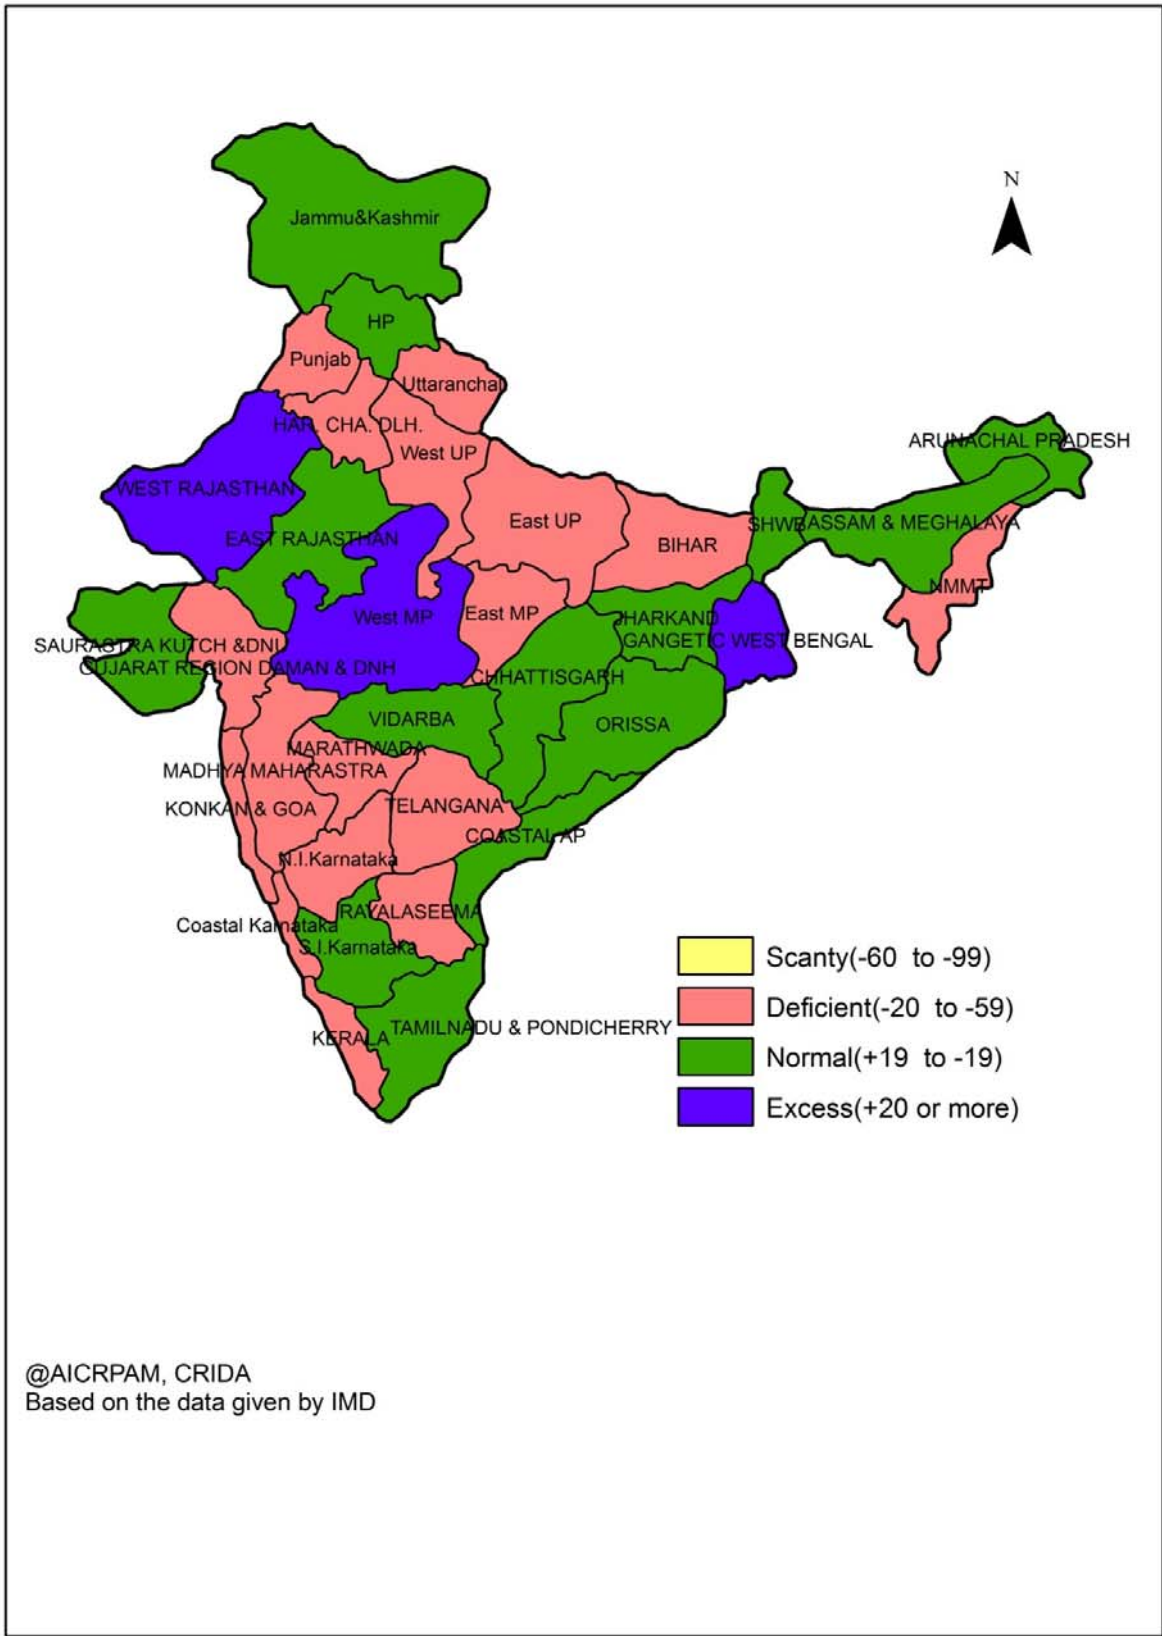 N
Jammu&Kashmir
HP
Punjab
Uttaranchal
HAR. CHA. DLH.
West UP
ARUNACHAL PRADESH
WEST RAJASTHAN
East UP
SHWB
ASSAM & MEGHALAYA
EAST RAJASTHAN
BIHAR
NMMT
West MP
East MP
JHARKAND
GANGETIC WEST BENGAL
SAURASTRA KUTCH &DNU
GUJARAT REGION DAMAN & DNH
CHHATTISGARH
VIDARBA
ORISSA
MARATHWADA
MADHYA MAHARASTRA
KONKAN & GOA
TELANGANA
COASTAL AP
N.I.Karnataka
RAYALASEEMA
Coastal Karnataka
S.I.Karnataka
TAMILNADU & PONDICHERRY
KERALA
Scanty(-60 to -99)
Deficient(-20 to -59)
Normal(+19 to -19)
Excess(+20 or more)
@AICRPAM, CRIDA
Based on the data given by IMD